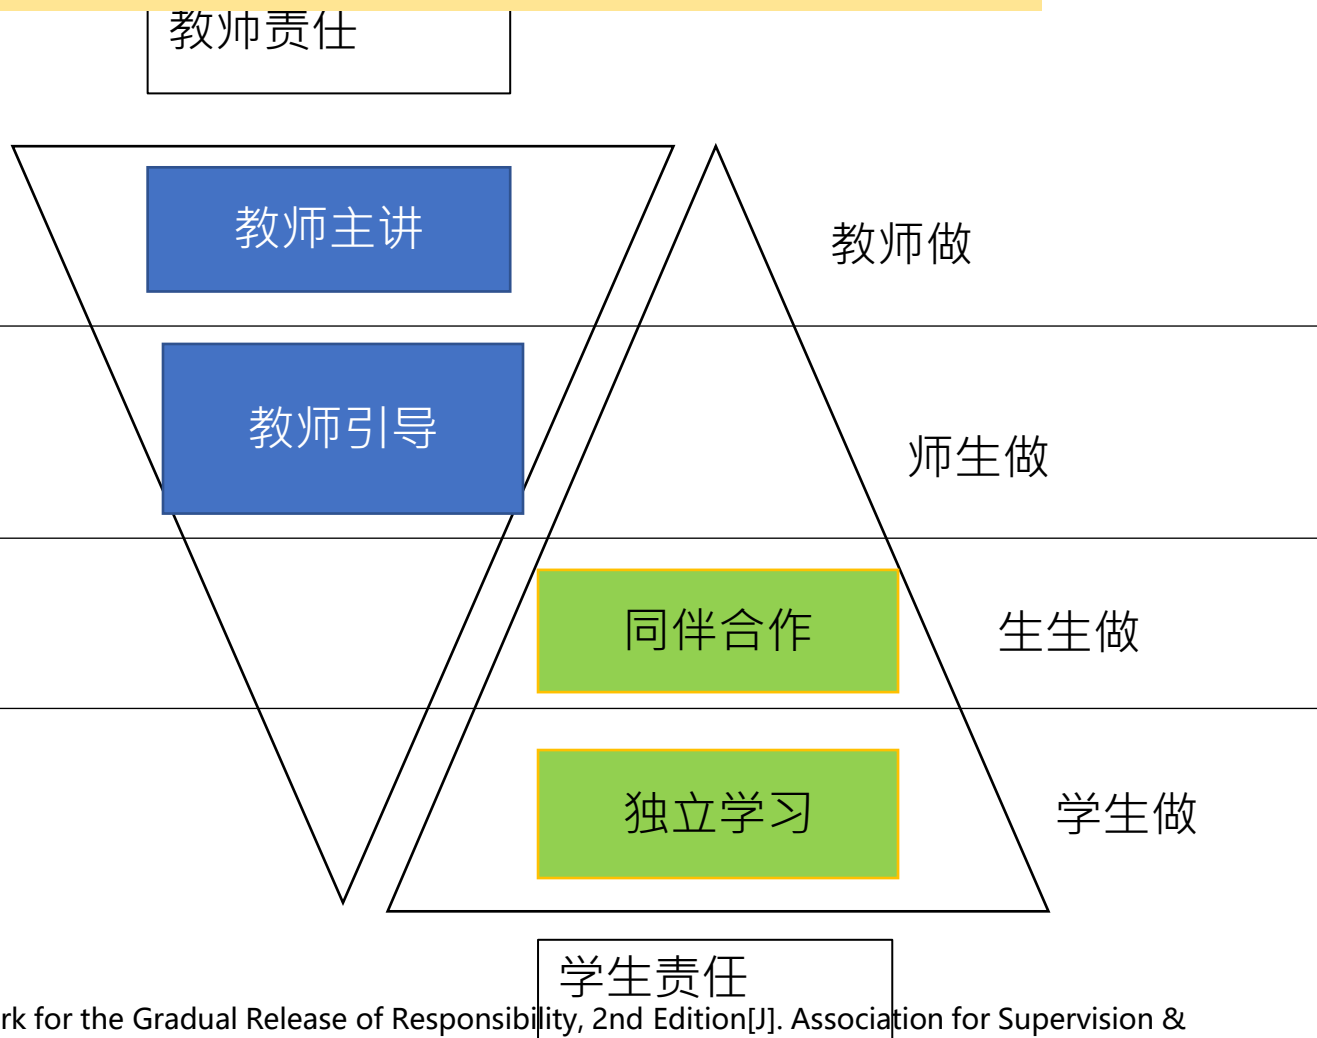 教师责任
教师主讲
教师做
教师引导
师生做
同伴合作
生生做
独立学习
学生做
学生责任
rk for the Gradual Release of Responsibility, 2nd Edition[J]. Association for Supervision &